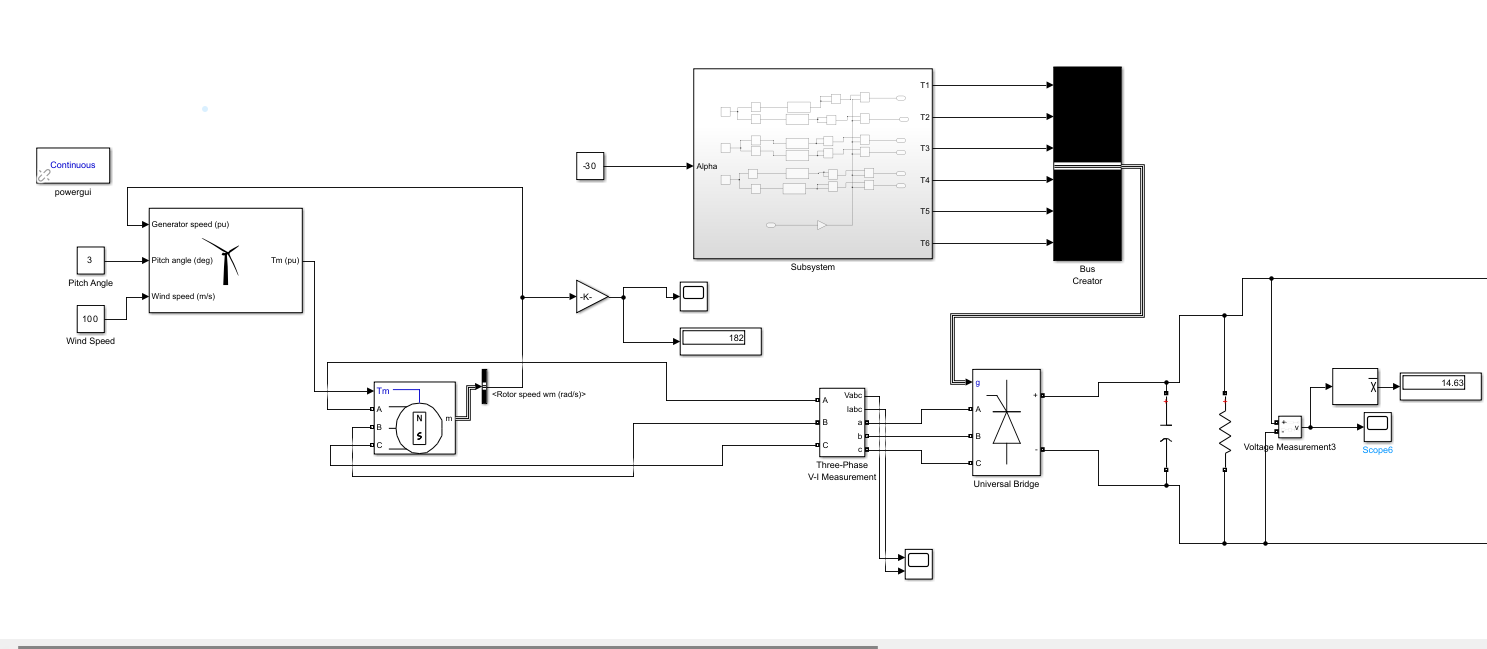 Continuous
powergui
Generator speed (pu)
Pitch angle (deg)
Wind speed (m/s)
Tm (pu)
3
Pitch Angle
100
Wind Speed
-30
Alpha
T1
T2
T3
T4
T5
T6
Subsystem
Bus
Creator
-K-
182
<Rotor speed wm (rad/s)>
Tm
A
B
C
N
S
m
A
B
C
Vabc
Iabc
a
b
c
Three-Phase
V-I Measurement
g
A
B
C
+
-
Universal Bridge
+
+
+
-
v
Voltage Measurement3
X
14.63
Scope6